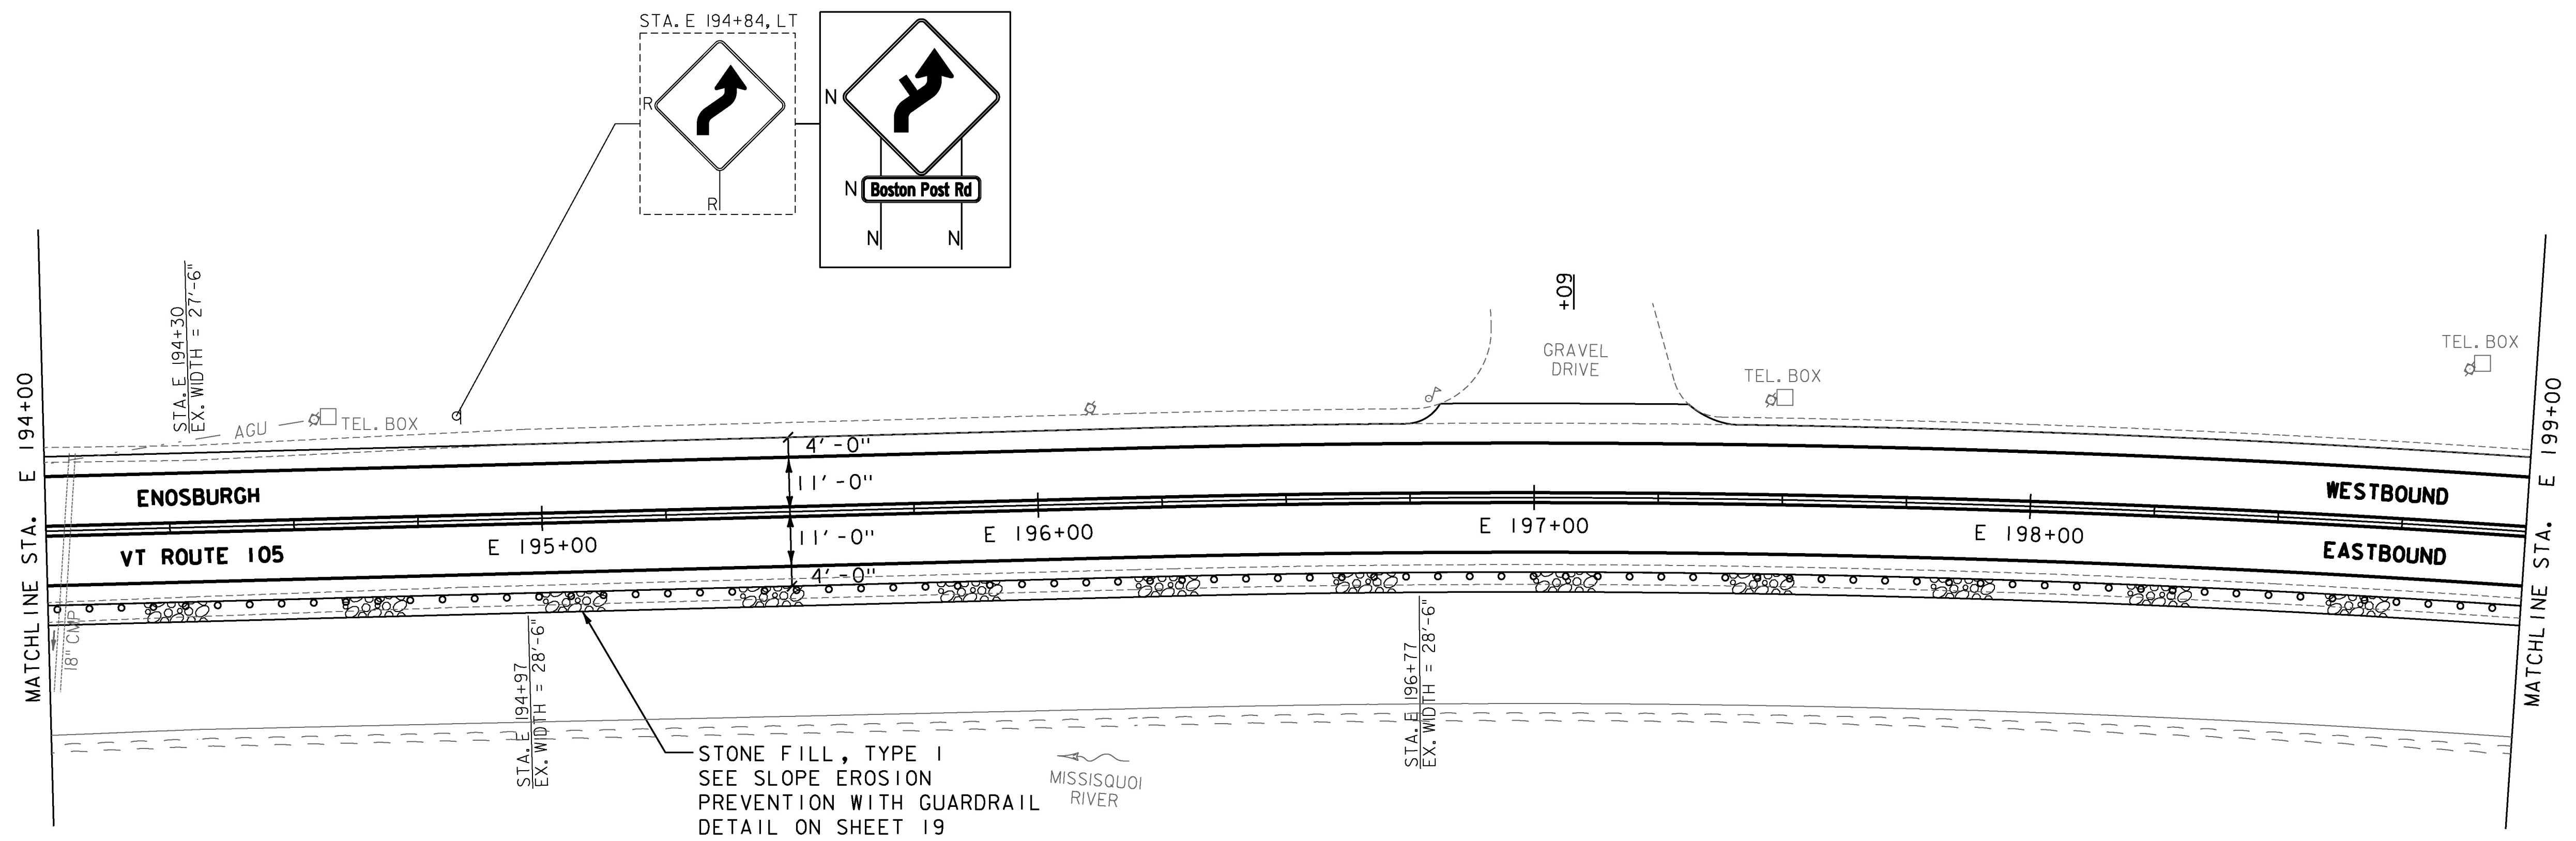 STA. E 194+84, LT
R
R
N
N
Boston Post Rd
N
N
STA. E 194+30
EX. WIDTH = 27'-6"
+09
GRAVEL
DRIVE
TEL. BOX
TEL. BOX
AGU
TEL. BOX
MATCHLINE STA. E 194+00
MATCHLINE STA. E 199+00
4'-0"
11'-0"
11'-0"
4'-0"
ENOSBURGH
WESTBOUND
VT ROUTE 105
EASTBOUND
E 195+00
E 196+00
E 197+00
E 198+00
18" CMP
STA. E 194+97
EX. WIDTH = 28'-6"
STA. E 196+77
EX. WIDTH = 28'-6"
STONE FILL, TYPE I
SEE SLOPE EROSION
PREVENTION WITH GUARDRAIL
DETAIL ON SHEET 19
MISSISQUOI
RIVER